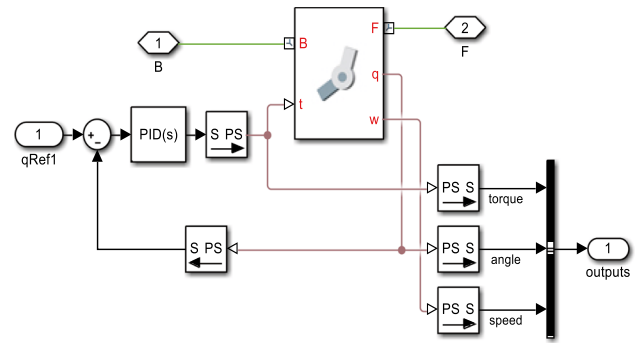 1
B
B
F
2
F
q
t
w
1
qRef1
+
−
PID(s)
S PS
PS S
torque
S PS
PS S
angle
1
outputs
PS S
speed